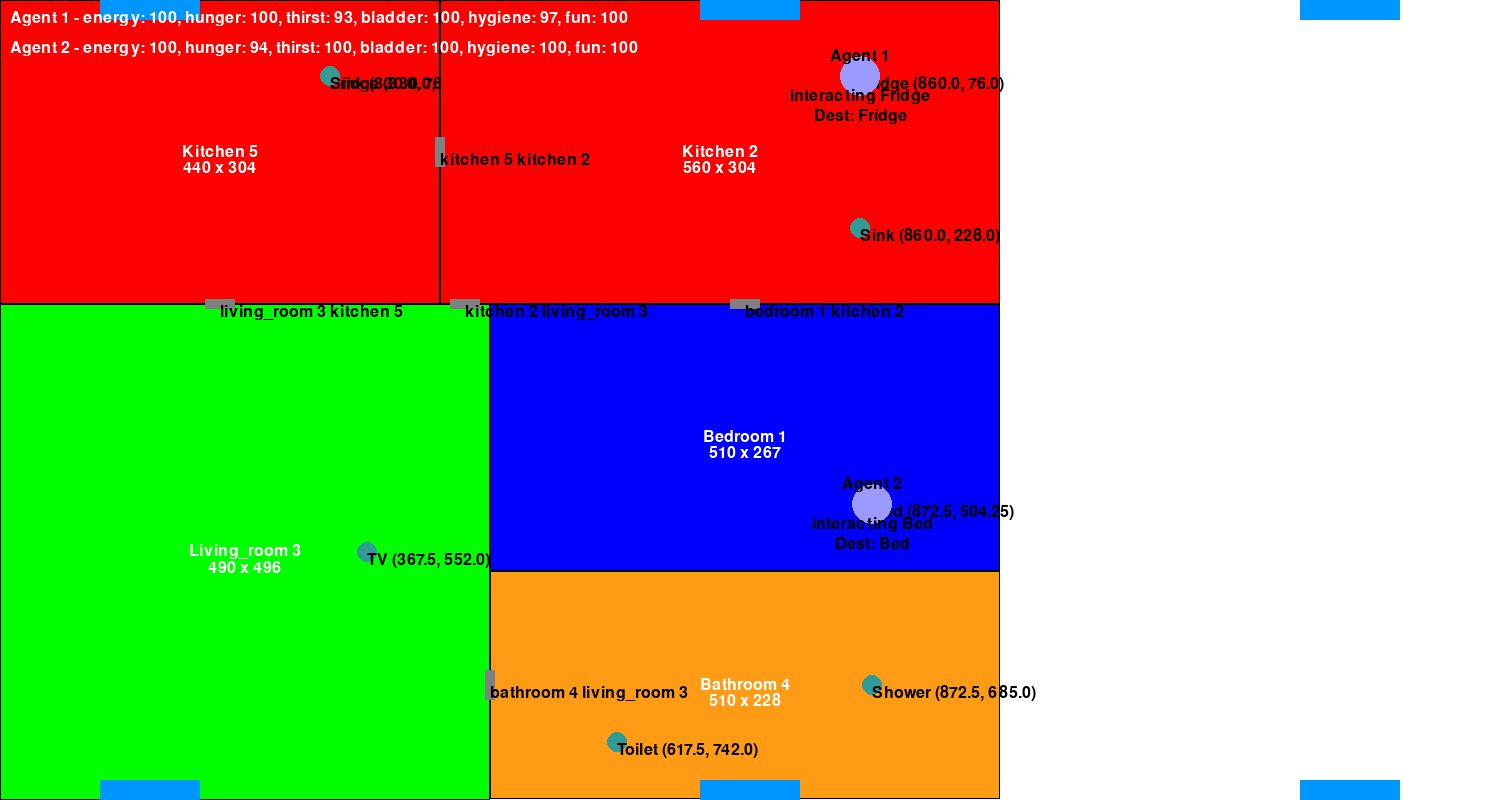 Agent 1 - energy: 100, hunger: 100, thirst: 93, bladder: 100, hygiene: 97, fun: 100
Agent 2 - energy: 100, hunger: 94, thirst: 100, bladder: 100, hygiene: 100, fun: 100
Agent 1
dge (860.0, 76.0)
interacting Fridge
Dest: Fridge
Kitchen 5
440 x 304
kitchen 5 kitchen 2
Kitchen 2
560 x 304
Sink (860.0, 228.0)
living_room 3 kitchen 5
kitchen 2 living_room 3
bedroom 1 kitchen 2
Bedroom 1
510 x 267
Agent 2
d (872.5, 504.25)
interacting Bed
Dest: Bed
Living_room 3
490 x 496
TV (367.5, 552.0)
bathroom 4 living_room 3
Bathroom 4
510 x 228
Shower (872.5, 685.0)
Toilet (617.5, 742.0)